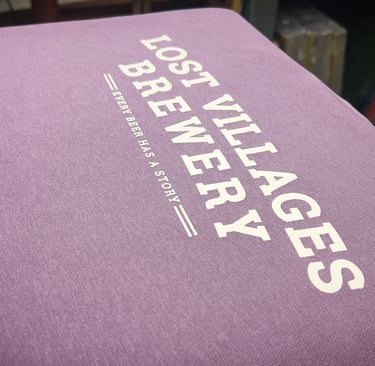 LOST VILLAGES
BREWERY
EVERY BEER HAS A STORY